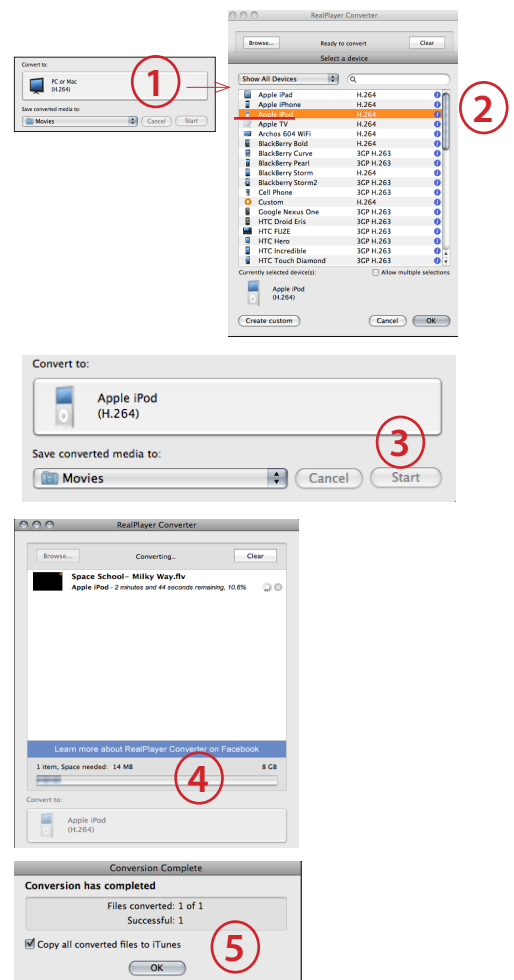 Convert to:
PC or Mac
(H.264)
1
Save converted media to:
Movies
Cancel
Start
RealPlayer Converter
Browse...
Ready to convert
Clear
Select a device
Show All Devices
Apple iPad H.264
Apple iPhone H.264
Apple iPod H.264
Apple TV H.264
Archos 604 WiFi H.264
BlackBerry Bold H.264
BlackBerry Curve 3GP H.263
BlackBerry Pearl 3GP H.263
BlackBerry Storm H.264
Blackberry Storm2 3GP H.263
Cell Phone 3GP H.263
Custom H.264
Google Nexus One 3GP H.263
HTC Droid Eris 3GP H.263
HTC FUZE 3GP H.263
HTC Hero 3GP H.263
HTC Incredible 3GP H.263
HTC Touch Diamond 3GP H.263
2
Currently selected device(s):
Allow multiple selections
Apple iPod
(H.264)
Create custom
Cancel
OK
Convert to:
Apple iPod
(H.264)
3
Save converted media to:
Movies
Cancel
Start
RealPlayer Converter
Browse...
Converting..
Clear
Space School– Milky Way.flv
Apple iPod - 2 minutes and 44 seconds remaining, 10.6%
Learn more about RealPlayer Converter on Facebook
1 item, Space needed: 14 MB
8 GB
4
Convert to:
Apple iPod
(H.264)
Conversion Complete
Conversion has completed
Files converted: 1 of 1
Successful: 1
Copy all converted files to iTunes
5
OK